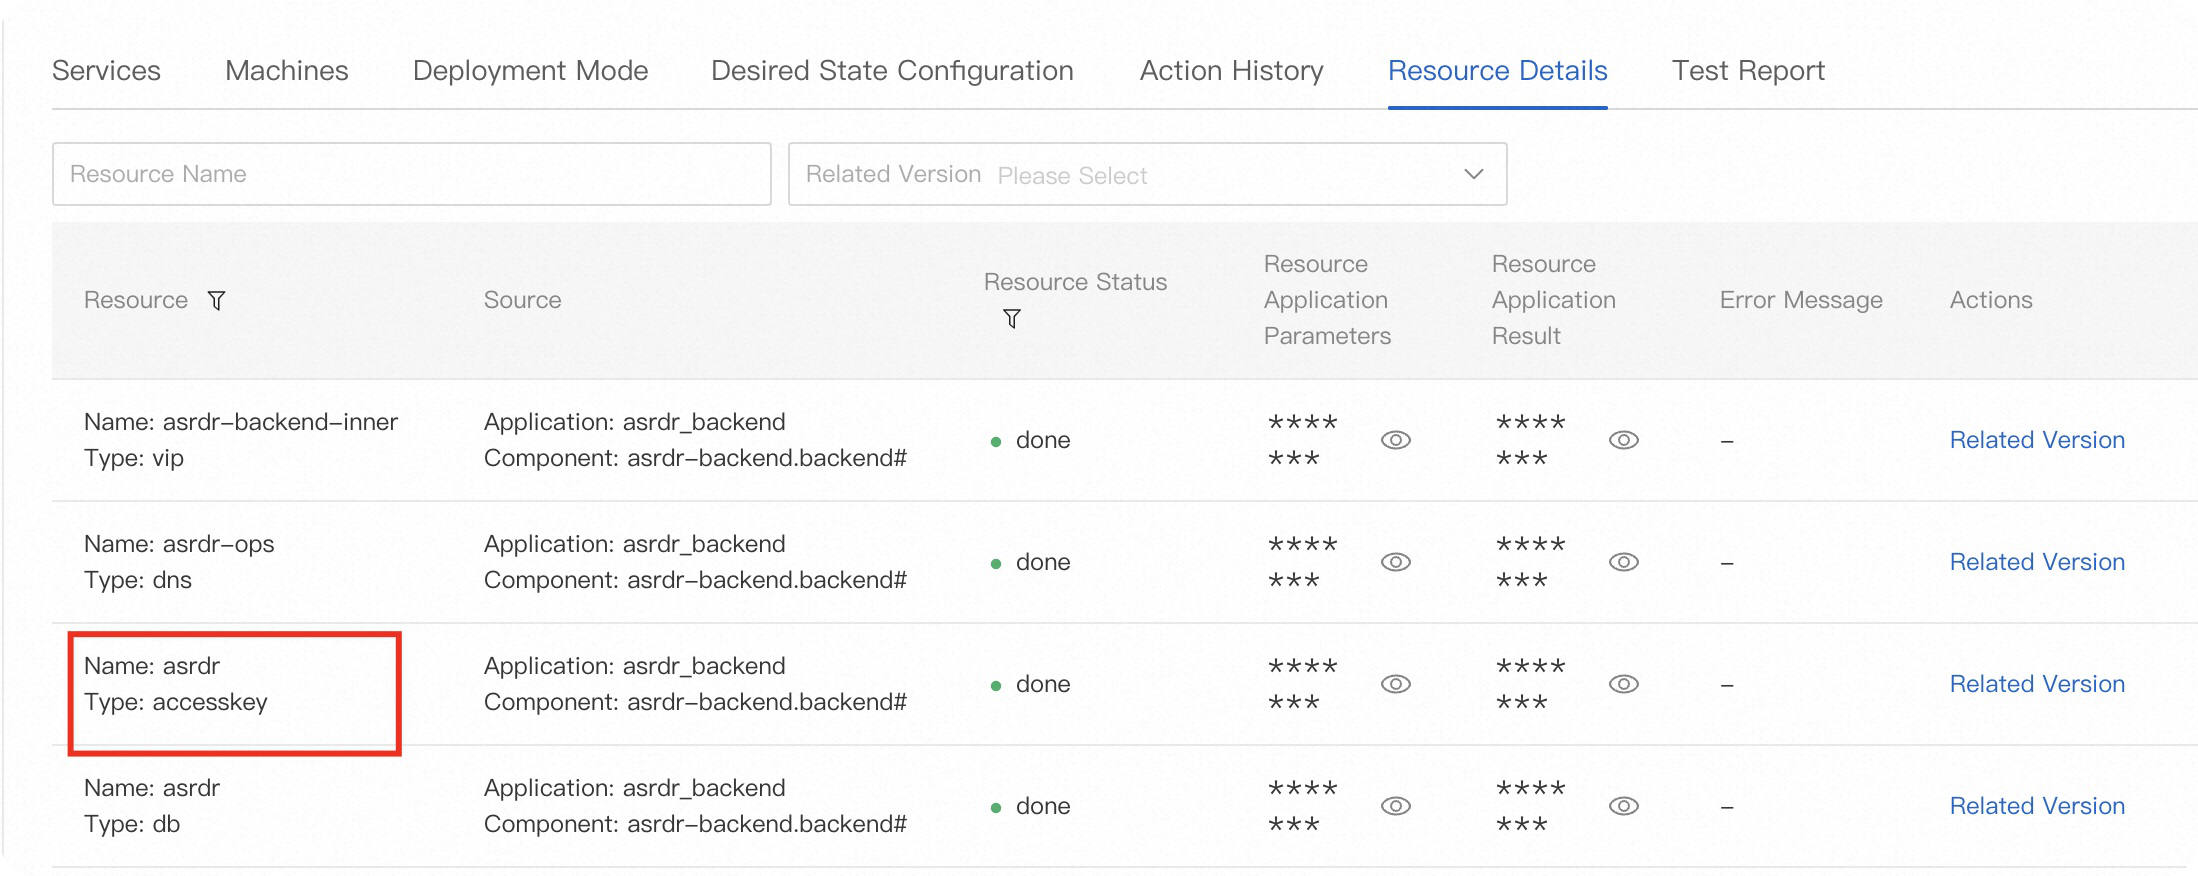 Services Machines Deployment Mode Desired State Configuration Action History Resource Details Test Report
Resource Name Related Version Please Select
Resource Source Resource Status Resource Application Parameters Resource Application Result Error Message Actions
Name: asrdr-backend-inner Application: asrdr_backend **** ****
done – Related Version
Type: vip Component: asrdr-backend.backend# *** ***
Name: asrdr-ops Application: asrdr_backend **** ****
done – Related Version
Type: dns Component: asrdr-backend.backend# *** ***
Name: asrdr Application: asrdr_backend **** ****
done – Related Version
Type: accesskey Component: asrdr-backend.backend# *** ***
Name: asrdr Application: asrdr_backend **** ****
done – Related Version
Type: db Component: asrdr-backend.backend# *** ***